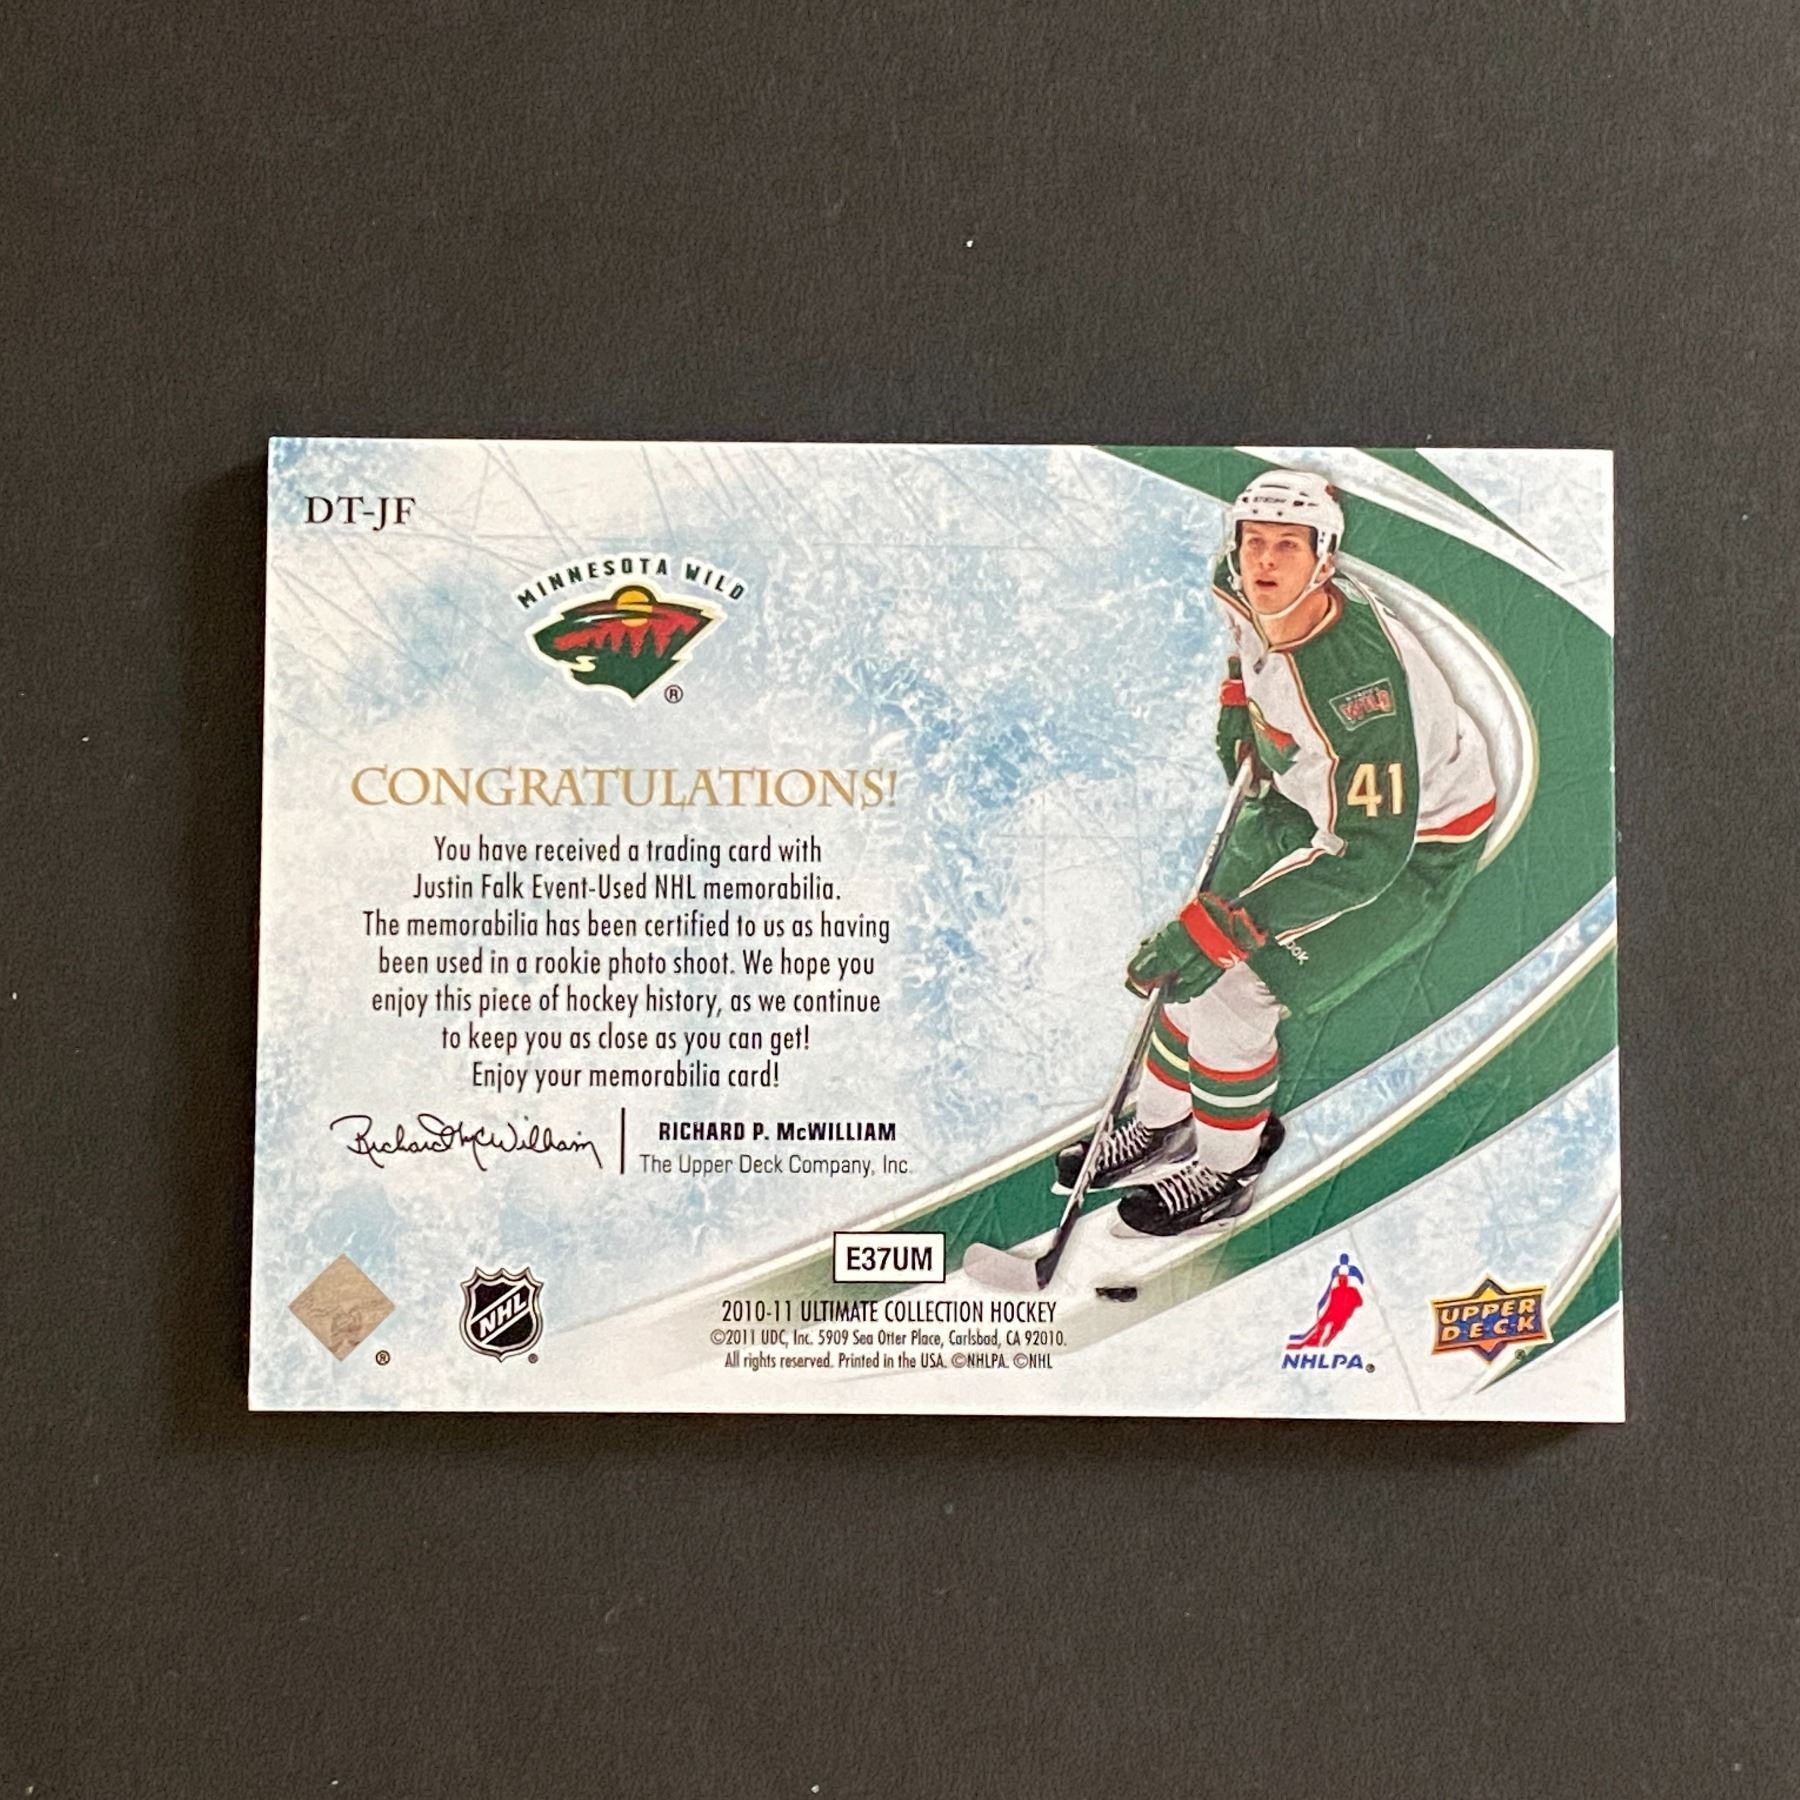 DT-JF
MINNESOTA WILD
®
CONGRATULATIONS!
You have received a trading card with
Justin Falk Event-Used NHL memorabilia.
The memorabilia has been certified to us as having
been used in a rookie photo shoot. We hope you
enjoy this piece of hockey history, as we continue
to keep you as close as you can get!
Enjoy your memorabilia card!
Richard McWilliam
RICHARD P. McWILLIAM
The Upper Deck Company, Inc.
WILD
41
E37UM
2010-11 ULTIMATE COLLECTION HOCKEY
©2011 UDC, Inc. 5909 Sea Otter Place, Carlsbad, CA 92010.
All rights reserved. Printed in the USA. ©NHLPA. ©NHL
®
NHL
®
NHLPA®
UPPER
DECK